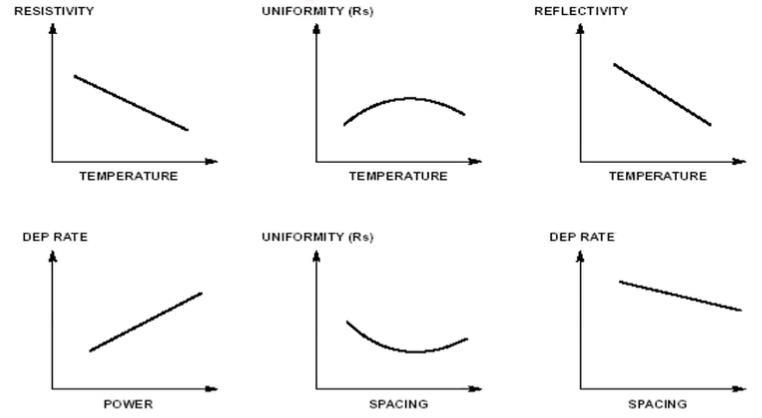 RESISTIVITY
UNIFORMITY (Rs)
REFLECTIVITY
TEMPERATURE
TEMPERATURE
TEMPERATURE
DEP RATE
UNIFORMITY (Rs)
DEP RATE
POWER
SPACING
SPACING